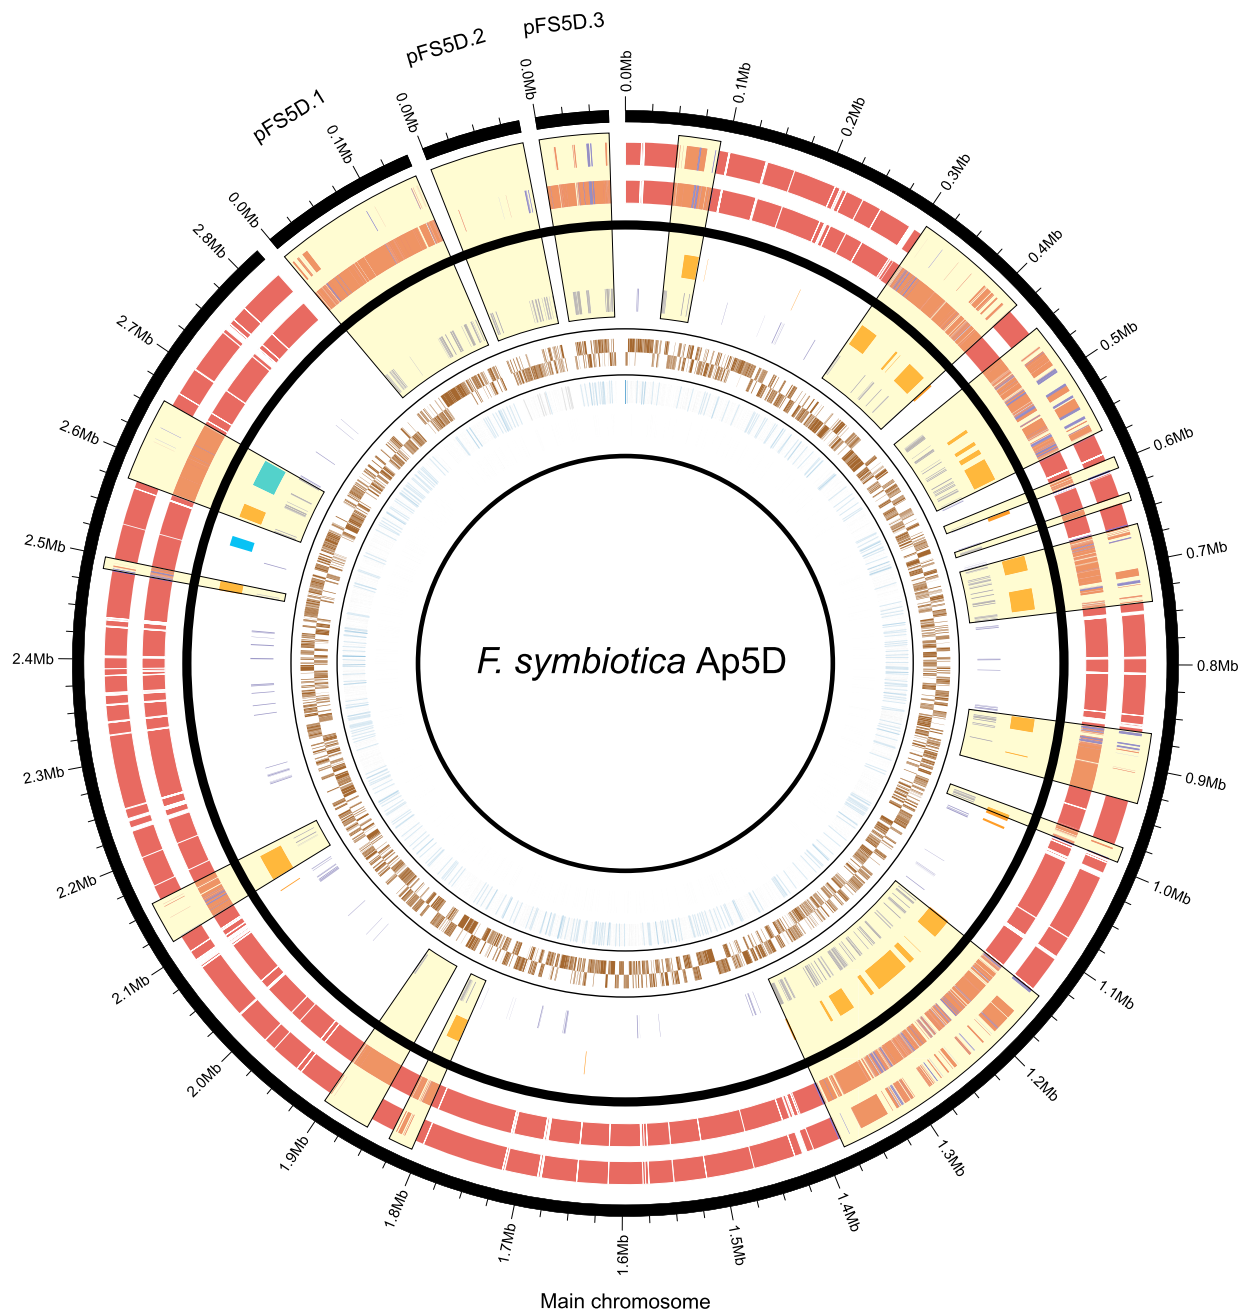 pFS5D.1
pFS5D.2
pFS5D.3
0.0Mb
0.1Mb
0.0Mb
0.0Mb
0.0Mb
0.1Mb
0.2Mb
0.3Mb
0.4Mb
0.5Mb
0.6Mb
0.7Mb
0.8Mb
0.9Mb
1.0Mb
1.1Mb
1.2Mb
1.3Mb
1.4Mb
1.5Mb
1.6Mb
1.7Mb
1.8Mb
1.9Mb
2.0Mb
2.1Mb
2.2Mb
2.3Mb
2.4Mb
2.5Mb
2.6Mb
2.7Mb
2.8Mb
F. symbiotica Ap5D
Main chromosome